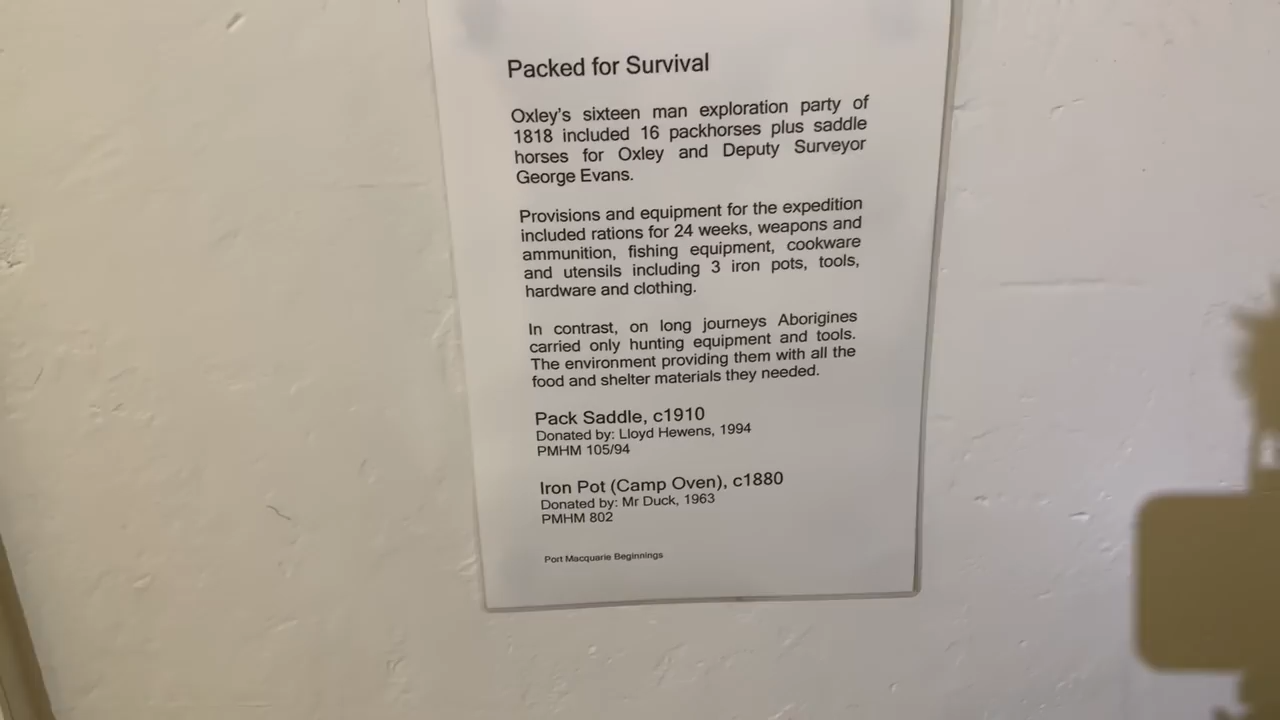 Packed for Survival
Oxley's sixteen man exploration party of
1818 included 16 packhorses plus saddle
horses for Oxley and Deputy Surveyor
George Evans.
Provisions and equipment for the expedition
included rations for 24 weeks, weapons and
ammunition, fishing equipment, cookware
and utensils including 3 iron pots, tools,
hardware and clothing.
In contrast, on long journeys Aborigines
carried only hunting equipment and tools.
The environment providing them with all the
food and shelter materials they needed.
Pack Saddle, c1910
Donated by: Lloyd Hewens, 1994
PMHM 105/94
Iron Pot (Camp Oven), c1880
Donated by: Mr Duck, 1963
PMHM 802
Port Macquarie Beginnings